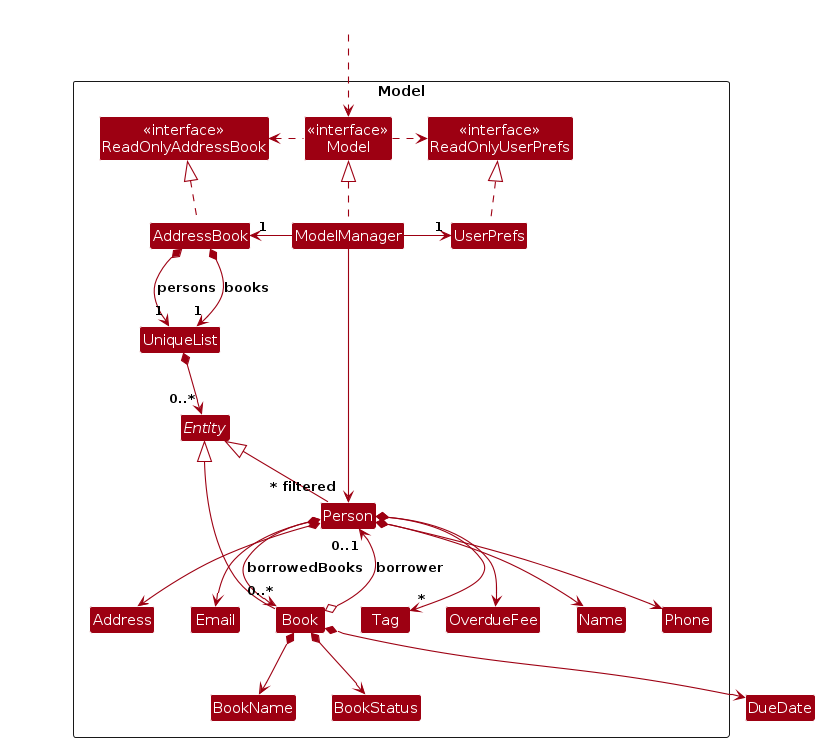 Model
«interface»
ReadOnlyAddressBook
«interface»
Model
«interface»
ReadOnlyUserPrefs
AddressBook
1
ModelManager
1
UserPrefs
persons
books
1
1
UniqueList
0..*
Entity
* filtered
Person
0..1
borrowedBooks
borrower
0..*
*
Address
Email
Book
Tag
OverdueFee
Name
Phone
BookName
BookStatus
DueDate